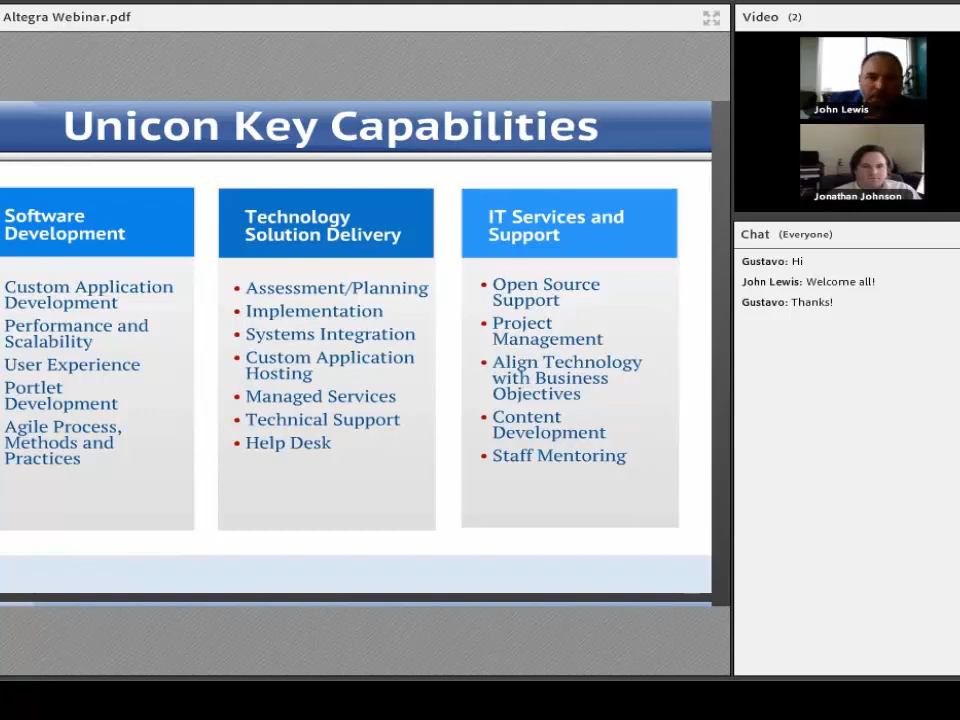 Altegra Webinar.pdf
Unicon Key Capabilities
Software
Development
Custom Application
Development
Performance and
Scalability
User Experience
Portlet
Development
Agile Process,
Methods and
Practices
Technology
Solution Delivery
• Assessment/Planning
• Implementation
• Systems Integration
• Custom Application
Hosting
• Managed Services
• Technical Support
• Help Desk
IT Services and
Support
• Open Source
Support
• Project
Management
• Align Technology
with Business
Objectives
• Content
Development
• Staff Mentoring
Video (2)
John Lewis
Jonathan Johnson
Chat (Everyone)
Gustavo: Hi
John Lewis: Welcome all!
Gustavo: Thanks!